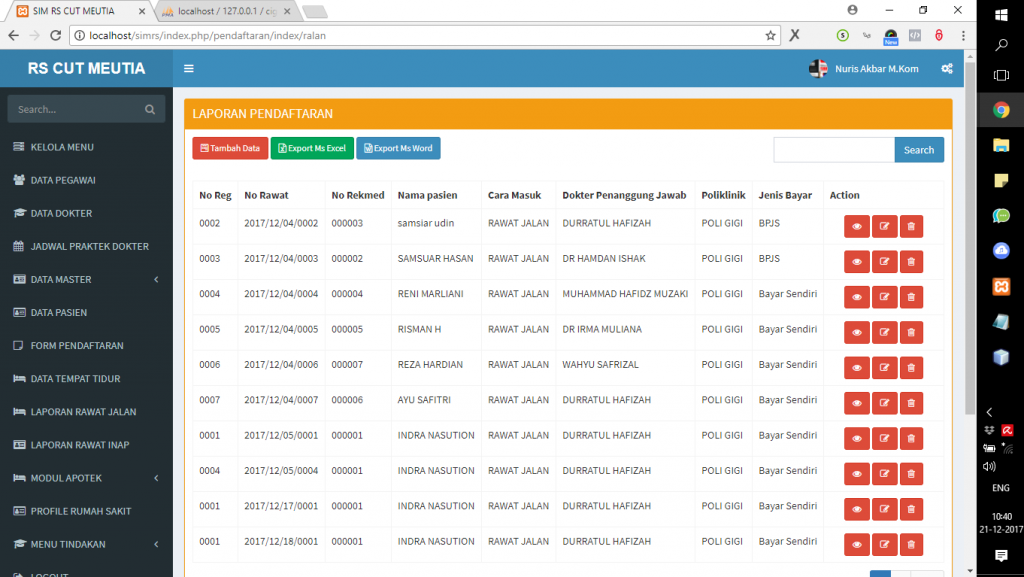 SIM RS CUT MEUTIA
localhost / 127.0.0.1 / cig
localhost/simrs/index.php/pendaftaran/index/ralan
New
RS CUT MEUTIA
Nuris Akbar M.Kom
Search...
KELOLA MENU
DATA PEGAWAI
DATA DOKTER
JADWAL PRAKTEK DOKTER
DATA MASTER
DATA PASIEN
FORM PENDAFTARAN
DATA TEMPAT TIDUR
LAPORAN RAWAT JALAN
LAPORAN RAWAT INAP
MODUL APOTEK
PROFILE RUMAH SAKIT
MENU TINDAKAN
LOGOUT
LAPORAN PENDAFTARAN
Tambah Data Export Ms Excel Export Ms Word Search
No Reg No Rawat No Rekmed Nama pasien Cara Masuk Dokter Penanggung Jawab Poliklinik Jenis Bayar Action
0002 2017/12/04/0002 000003 samsiar udin RAWAT JALAN DURRATUL HAFIZAH POLI GIGI BPJS
0003 2017/12/04/0003 000002 SAMSUAR HASAN RAWAT JALAN DR HAMDAN ISHAK POLI GIGI BPJS
0004 2017/12/04/0004 000004 RENI MARLIANI RAWAT JALAN MUHAMMAD HAFIDZ MUZAKI POLI GIGI Bayar Sendiri
0005 2017/12/04/0005 000005 RISMAN H RAWAT JALAN DR IRMA MULIANA POLI GIGI Bayar Sendiri
0006 2017/12/04/0006 000007 REZA HARDIAN RAWAT JALAN WAHYU SAFRIZAL POLI GIGI Bayar Sendiri
0007 2017/12/04/0007 000006 AYU SAFITRI RAWAT JALAN DURRATUL HAFIZAH POLI GIGI Bayar Sendiri
0001 2017/12/05/0001 000001 INDRA NASUTION RAWAT JALAN DURRATUL HAFIZAH POLI GIGI Bayar Sendiri
0004 2017/12/05/0004 000001 INDRA NASUTION RAWAT JALAN DURRATUL HAFIZAH POLI GIGI Bayar Sendiri
0001 2017/12/17/0001 000001 INDRA NASUTION RAWAT JALAN DURRATUL HAFIZAH POLI GIGI Bayar Sendiri
0001 2017/12/18/0001 000001 INDRA NASUTION RAWAT JALAN DURRATUL HAFIZAH POLI GIGI Bayar Sendiri
ENG
10:40
21-12-2017